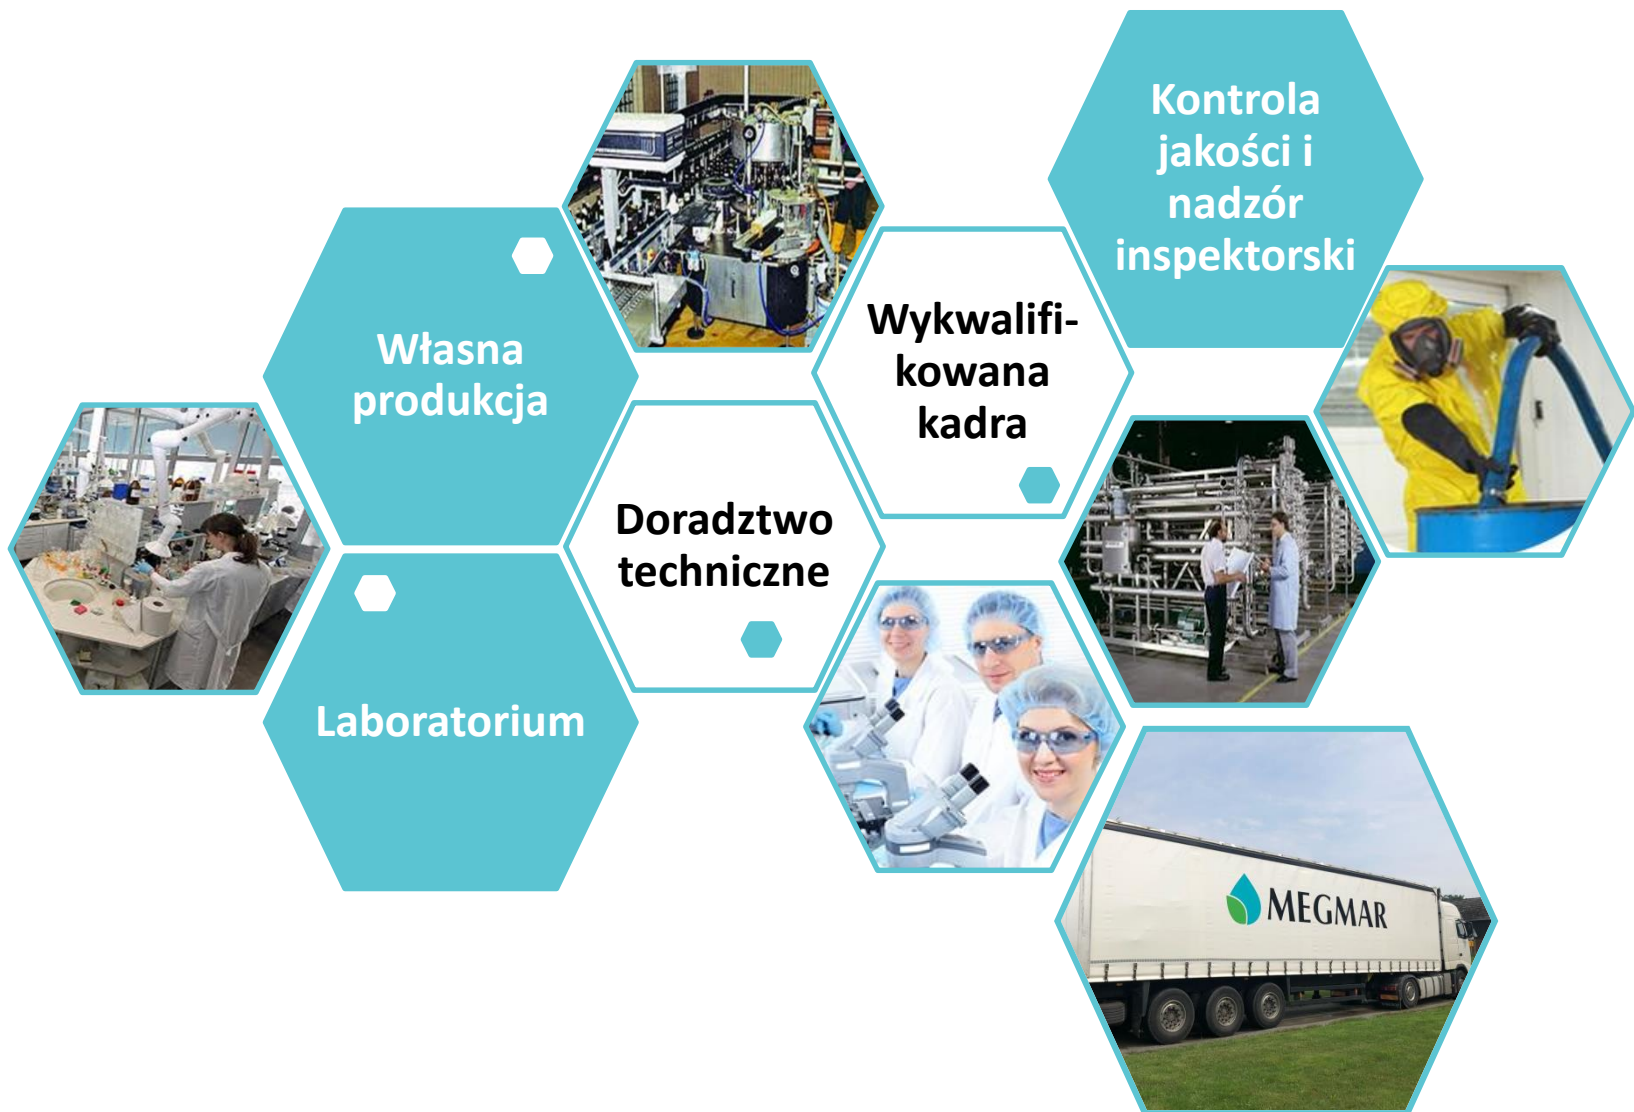 Kontrola
jakości i
nadzór
inspektorski
Wykwalifi-
kowana
kadra
Własna
produkcja
Doradztwo
techniczne
Laboratorium
MEGMAR